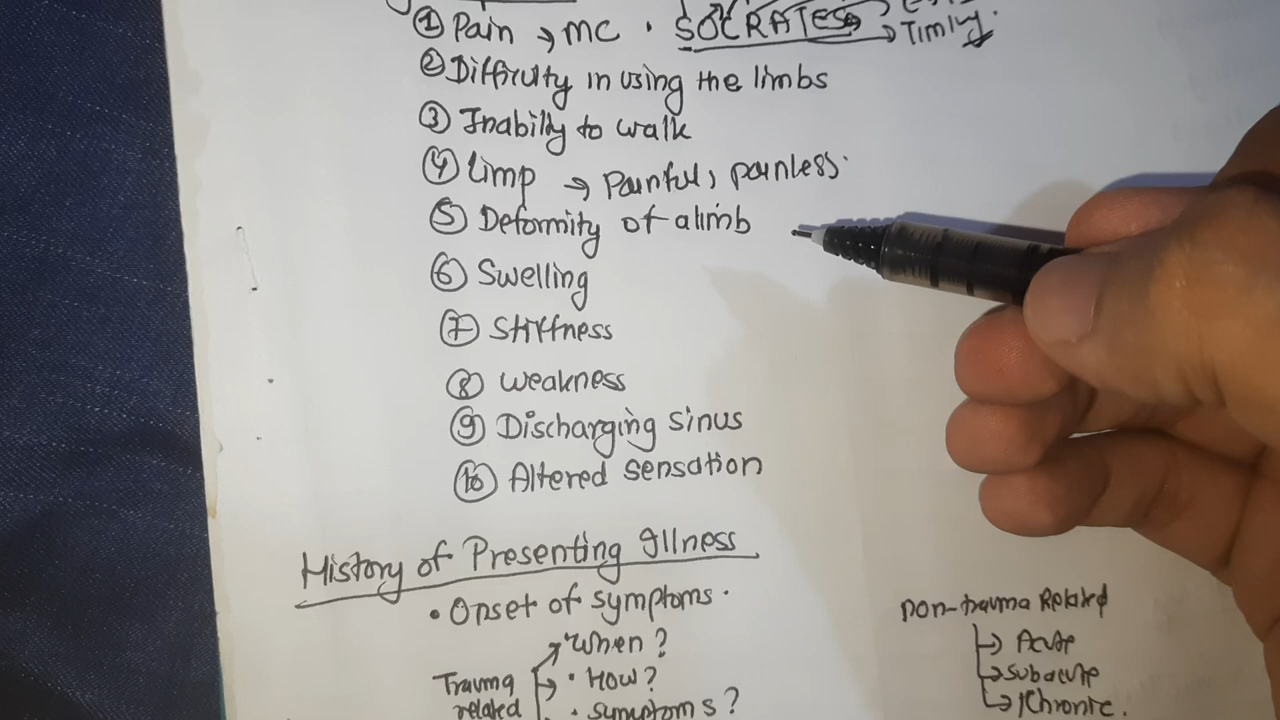 ① Pain → MC · SOCRATES → Timly
② Difficulty in using the limbs
③ Inability to walk
④ Limp → Painful, painless.
⑤ Deformity of a limb
⑥ Swelling
⑦ Stiffness
⑧ weakness
⑨ Discharging sinus
⑩ Altered sensation
History of Presenting Illness
• Onset of symptoms.
Trauma related
→ when?
→ • How?
• symptoms?
non-trauma Related
→ Acute
→ subacute
→ Chronic.